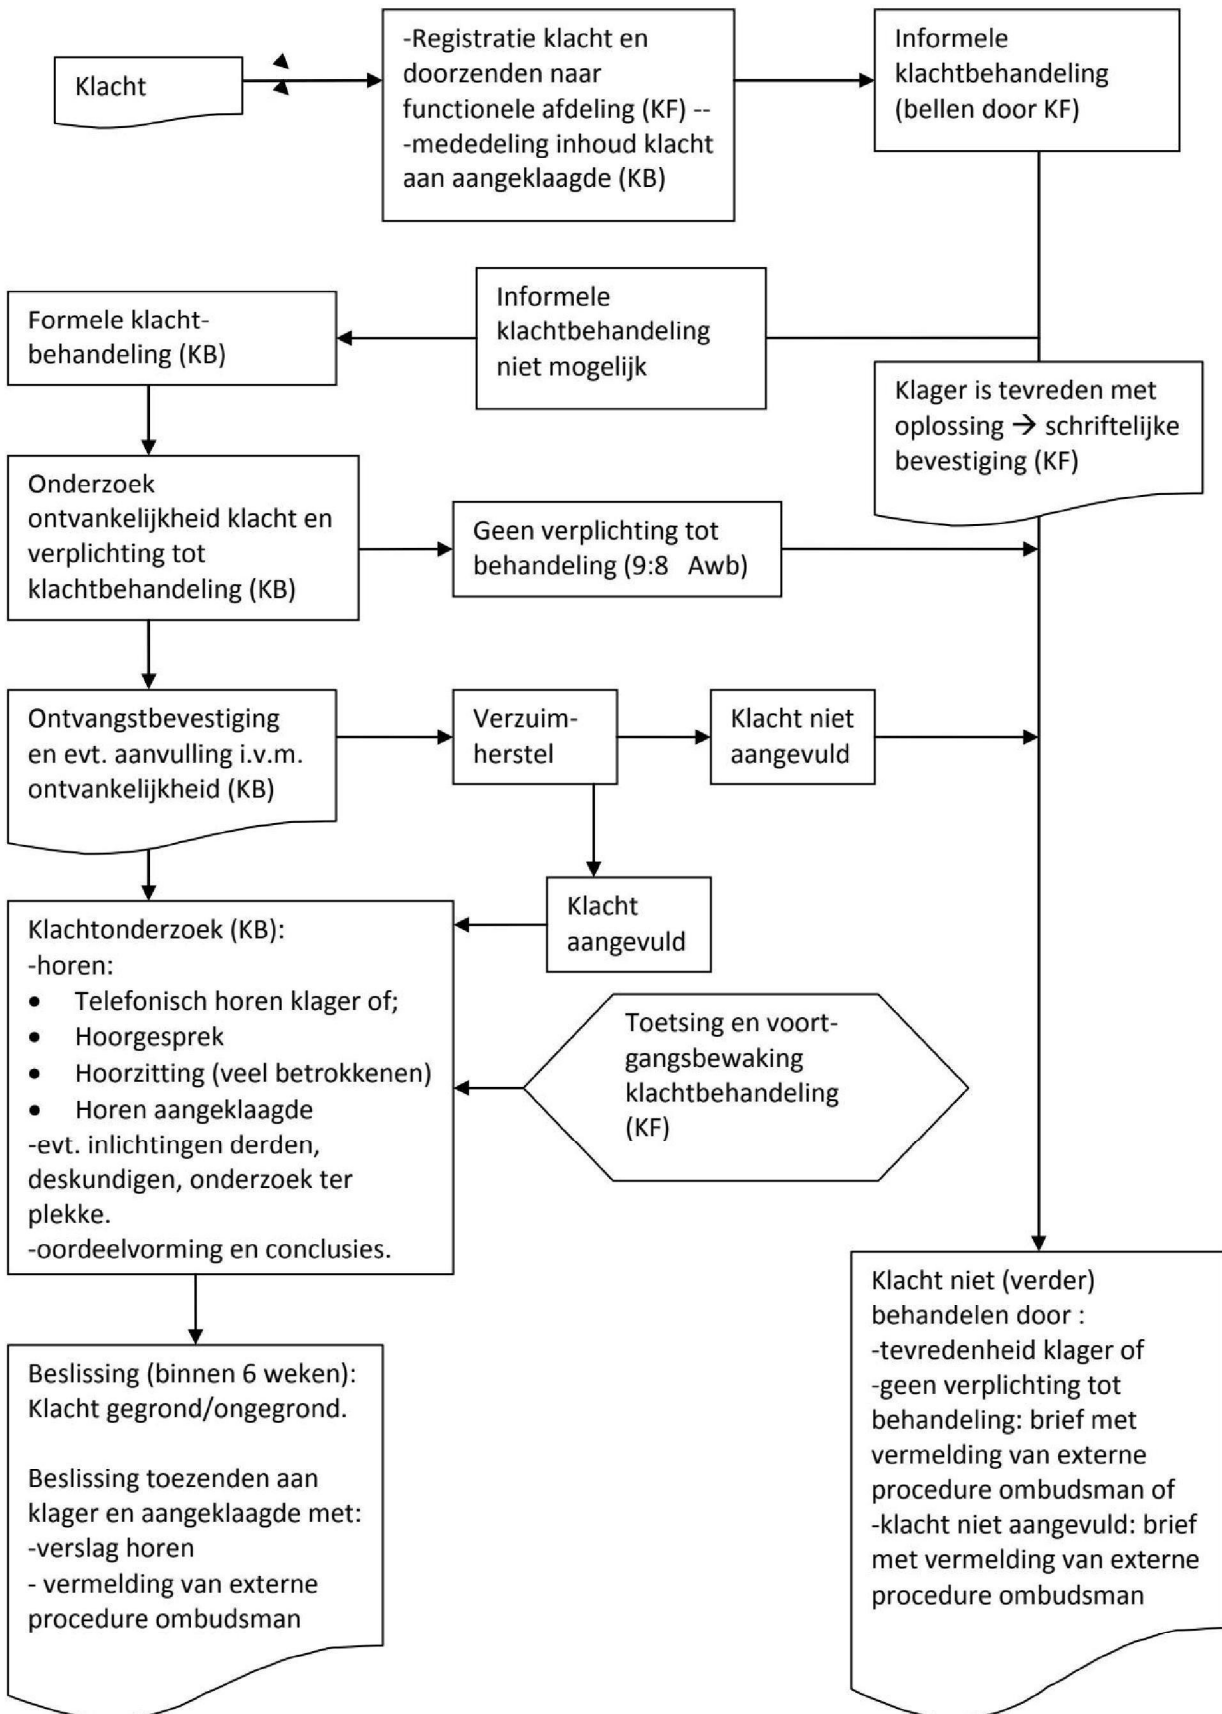 Klacht
-Registratie klacht en
doorzenden naar
functionele afdeling (KF) --
-mededeling inhoud klacht
aan aangeklaagde (KB)
Informele
klachtbehandeling
(bellen door KF)
Formele klacht-
behandeling (KB)
Informele
klachtbehandeling
niet mogelijk
Klager is tevreden met
oplossing → schriftelijke
bevestiging (KF)
Onderzoek
ontvankelijkheid klacht en
verplichting tot
klachtbehandeling (KB)
Geen verplichting tot
behandeling (9:8 Awb)
Ontvangstbevestiging
en evt. aanvulling i.v.m.
ontvankelijkheid (KB)
Verzuim-
herstel
Klacht niet
aangevuld
Klacht
aangevuld
Klachtonderzoek (KB):
-horen:
• Telefonisch horen klager of;
• Hoorgesprek
• Hoorzitting (veel betrokkenen)
• Horen aangeklaagde
-evt. inlichtingen derden,
deskundigen, onderzoek ter
plekke.
-oordeelvorming en conclusies.
Toetsing en voort-
gangsbewaking
klachtbehandeling
(KF)
Beslissing (binnen 6 weken):
Klacht gegrond/ongegrond.
Beslissing toezenden aan
klager en aangeklaagde met:
-verslag horen
- vermelding van externe
procedure ombudsman
Klacht niet (verder)
behandelen door :
-tevredenheid klager of
-geen verplichting tot
behandeling: brief met
vermelding van externe
procedure ombudsman of
-klacht niet aangevuld: brief
met vermelding van externe
procedure ombudsman